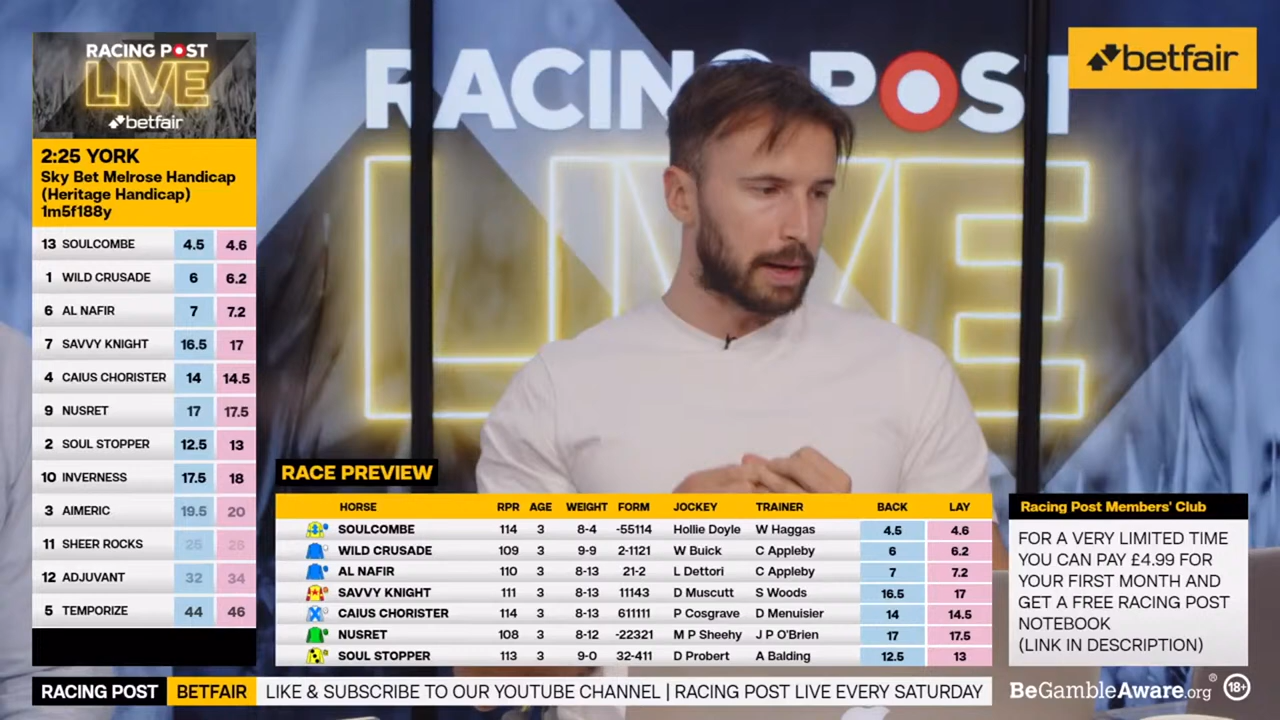 RACING POST
LIVE
betfair
2:25 YORK
Sky Bet Melrose Handicap
(Heritage Handicap)
1m5f188y
13 SOULCOMBE 4.5 4.6
1 WILD CRUSADE 6 6.2
6 AL NAFIR 7 7.2
7 SAVVY KNIGHT 16.5 17
4 CAIUS CHORISTER 14 14.5
9 NUSRET 17 17.5
2 SOUL STOPPER 12.5 13
10 INVERNESS 17.5 18
3 AIMERIC 19.5 20
11 SHEER ROCKS
12 ADJUVANT 32 34
5 TEMPORIZE 44 46
RACING POST
LIVE
betfair
RACE PREVIEW
HORSE RPR AGE WEIGHT FORM JOCKEY TRAINER BACK LAY
SOULCOMBE 114 3 8-4 -55114 Hollie Doyle W Haggas 4.5 4.6
WILD CRUSADE 109 3 9-9 2-1121 W Buick C Appleby 6 6.2
AL NAFIR 110 3 8-13 21-2 L Dettori C Appleby 7 7.2
SAVVY KNIGHT 111 3 8-13 11143 D Muscutt S Woods 16.5 17
CAIUS CHORISTER 114 3 8-13 611111 P Cosgrave D Menuisier 14 14.5
NUSRET 108 3 8-12 -22321 M P Sheehy J P O'Brien 17 17.5
SOUL STOPPER 113 3 9-0 32-411 D Probert A Balding 12.5 13
Racing Post Members' Club
FOR A VERY LIMITED TIME
YOU CAN PAY £4.99 FOR
YOUR FIRST MONTH AND
GET A FREE RACING POST
NOTEBOOK
(LINK IN DESCRIPTION)
RACING POST BETFAIR LIKE & SUBSCRIBE TO OUR YOUTUBE CHANNEL | RACING POST LIVE EVERY SATURDAY
BeGambleAware.org® 18+